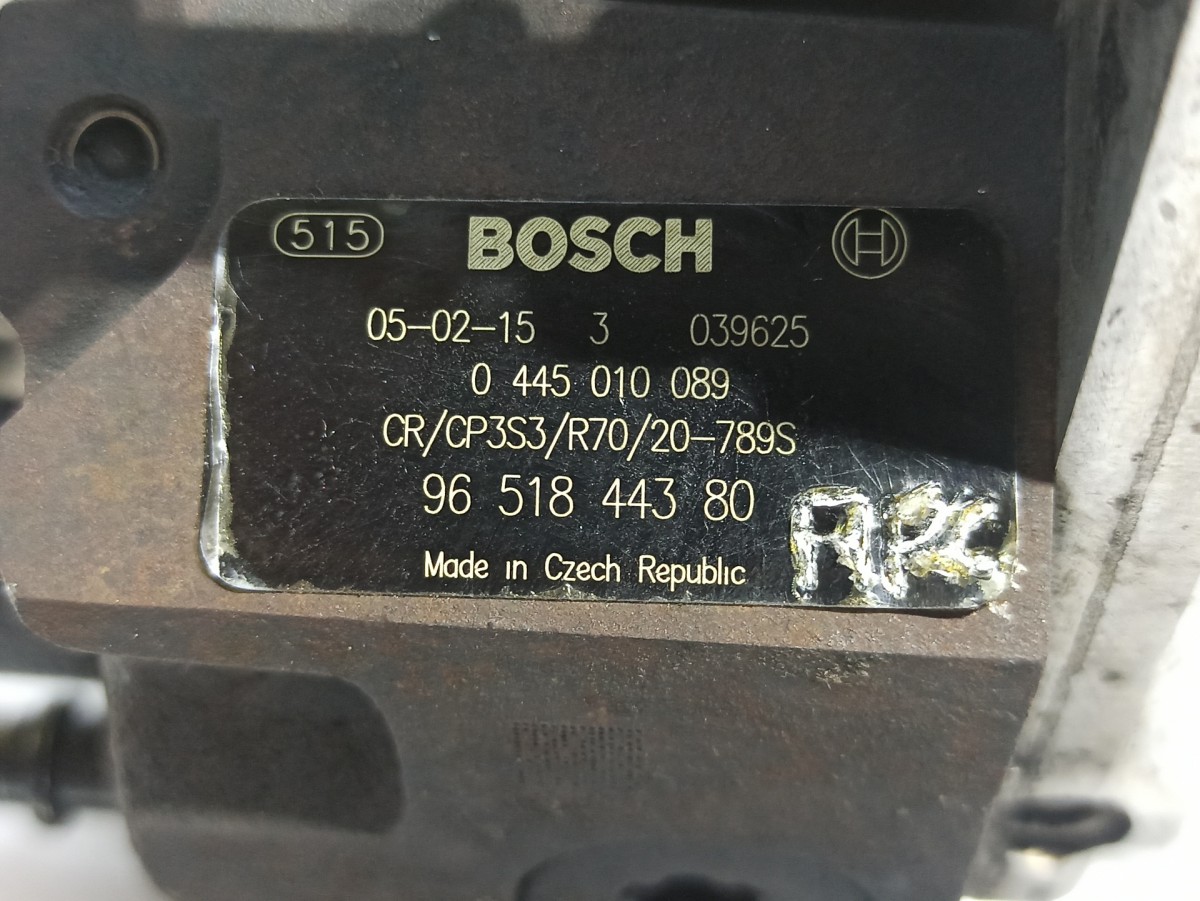 515 BOSCH
05-02-15 3 039625
0 445 010 089
CR/CP3S3/R70/20-789S
96 518 443 80
Made in Czech Republic